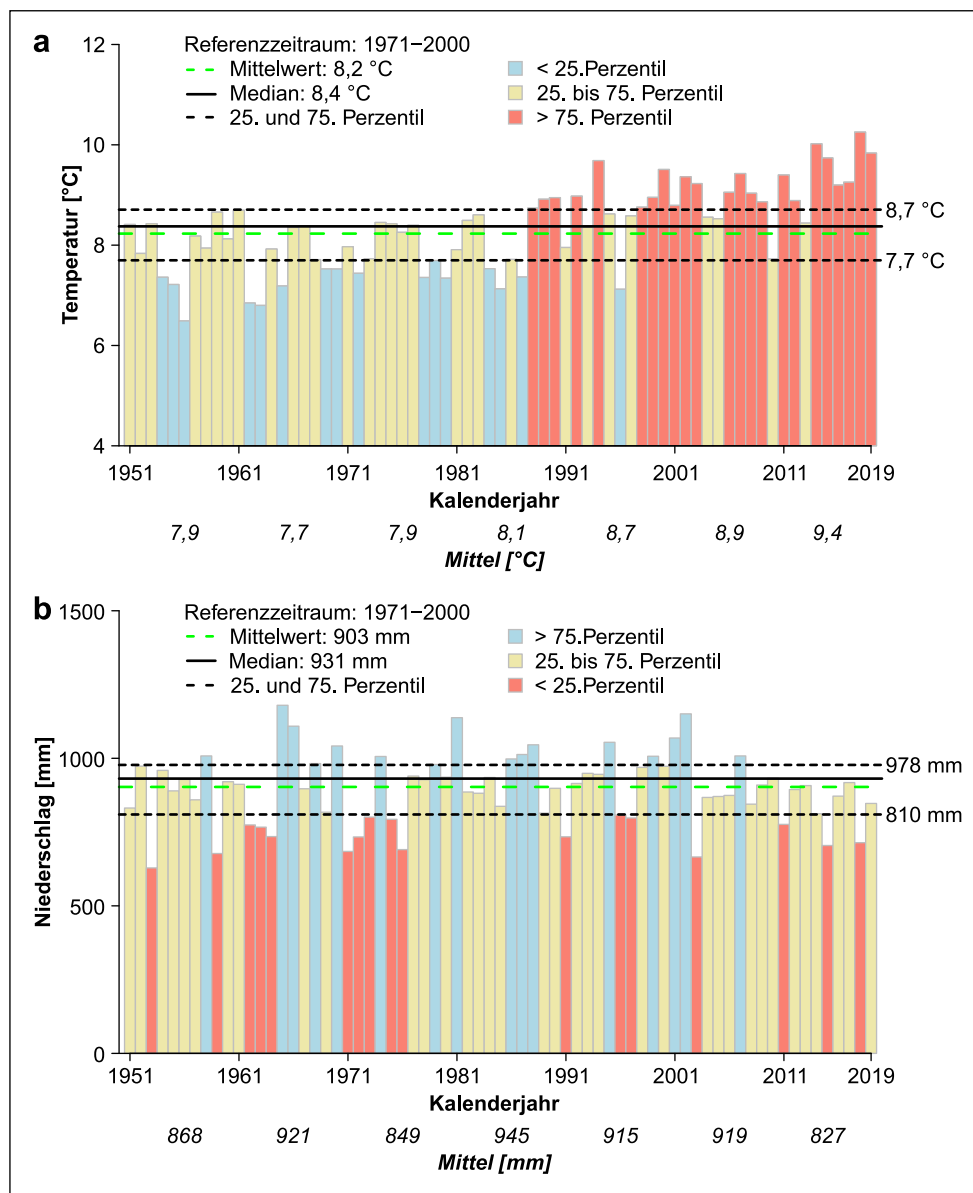 a
Referenzzeitraum: 1971–2000
Mittelwert: 8,2 °C
Median: 8,4 °C
25. und 75. Perzentil
< 25.Perzentil
25. bis 75. Perzentil
> 75. Perzentil
Temperatur [°C]
12
10
8
6
4
8,7 °C
7,7 °C
1951 1961 1971 1981 1991 2001 2011 2019
Kalenderjahr
7,9 7,7 7,9 8,1 8,7 8,9 9,4
Mittel [°C]
b
Referenzzeitraum: 1971–2000
Mittelwert: 903 mm
Median: 931 mm
25. und 75. Perzentil
> 75.Perzentil
25. bis 75. Perzentil
< 25.Perzentil
Niederschlag [mm]
1500
1000
500
0
978 mm
810 mm
1951 1961 1971 1981 1991 2001 2011 2019
Kalenderjahr
868 921 849 945 915 919 827
Mittel [mm]